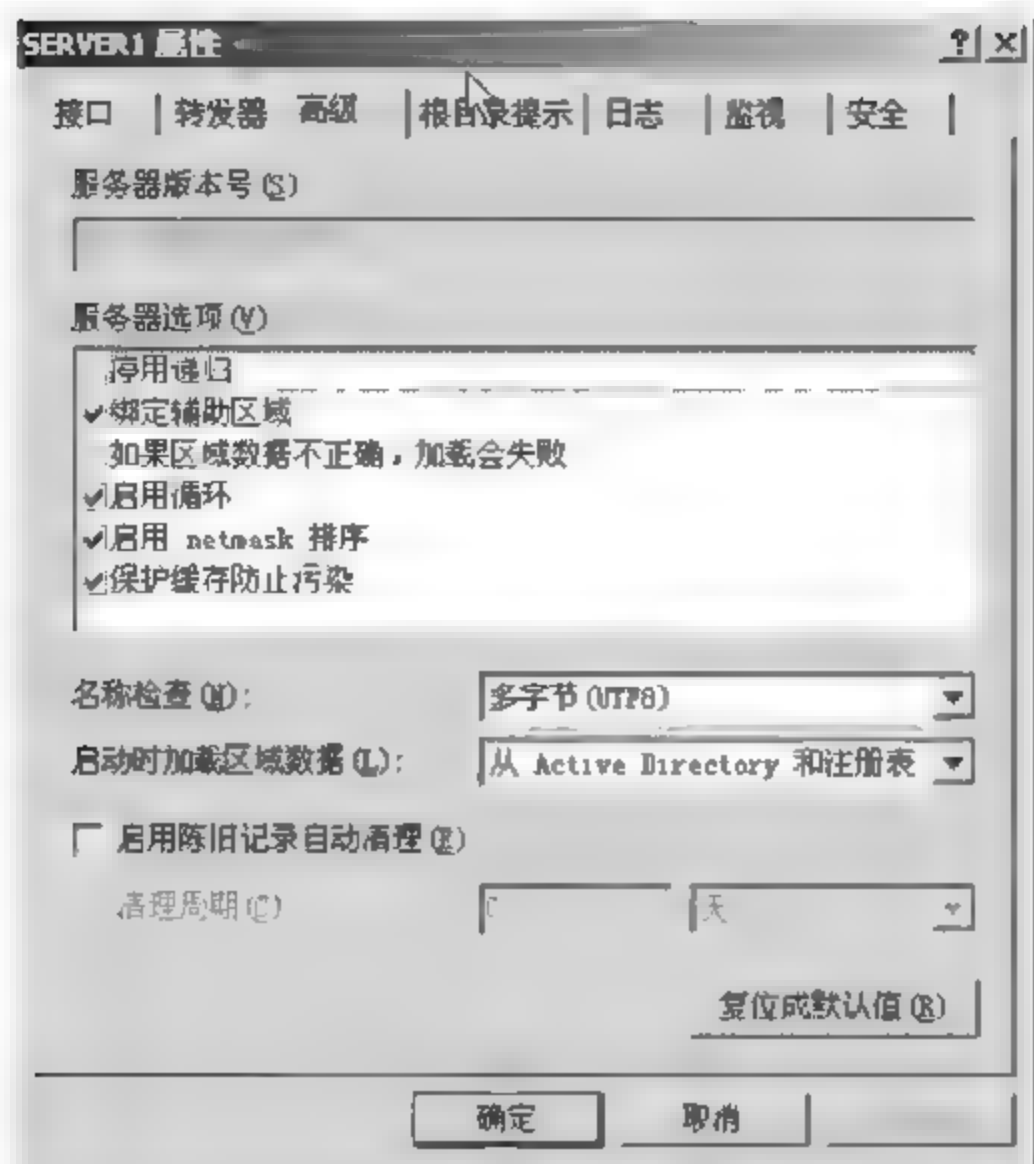 SERVER1 属性
接口 转发器 高级 根目录提示 日志 监视 安全
服务器版本号(S)
服务器选项(V)
停用递归
绑定辅助区域
如果区域数据不正确，加载会失败
启用循环
启用 netmask 排序
保护缓存防止污染
名称检查(N)： 多字节(UTF8)
启动时加载区域数据(L)： 从 Active Directory 和注册表
启用陈旧记录自动清理(E)
清理周期(C) 天
复位成默认值(R)
确定 取消